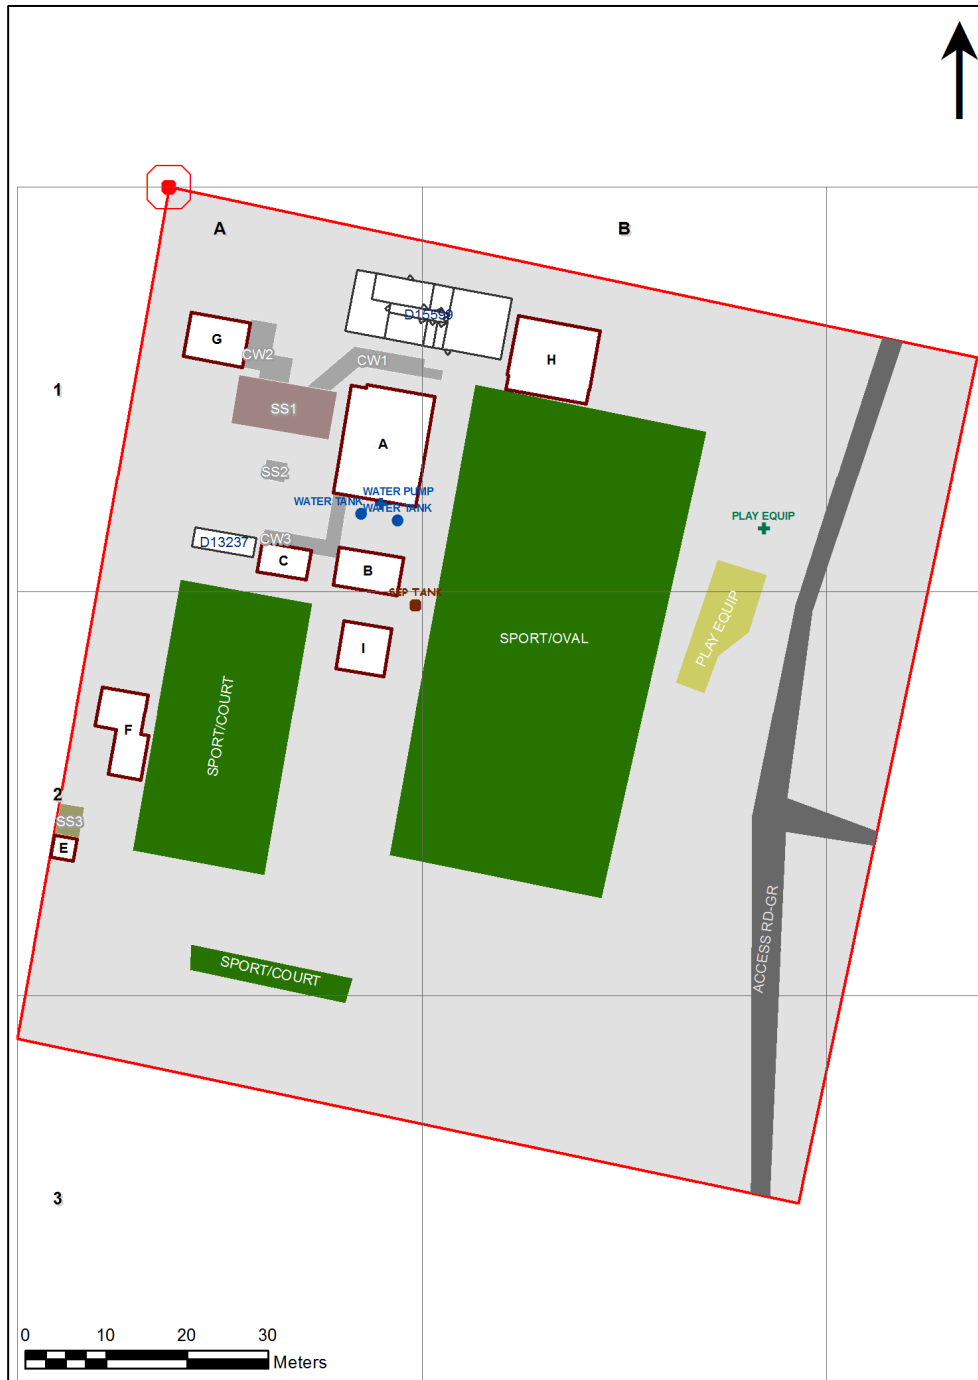 A
B
D15599
G
CW2
CW1
H
1
SS1
A
SS2
WATER PUMP
WATER TANK
WATER TANK
PLAY EQUIP
D13237
CW3
C
B
SEP TANK
PLAY EQUIP
SPORT/OVAL
I
SPORT/COURT
F
2
SS3
E
ACCESS RD-GR
SPORT/COURT
3
0 10 20 30
Meters